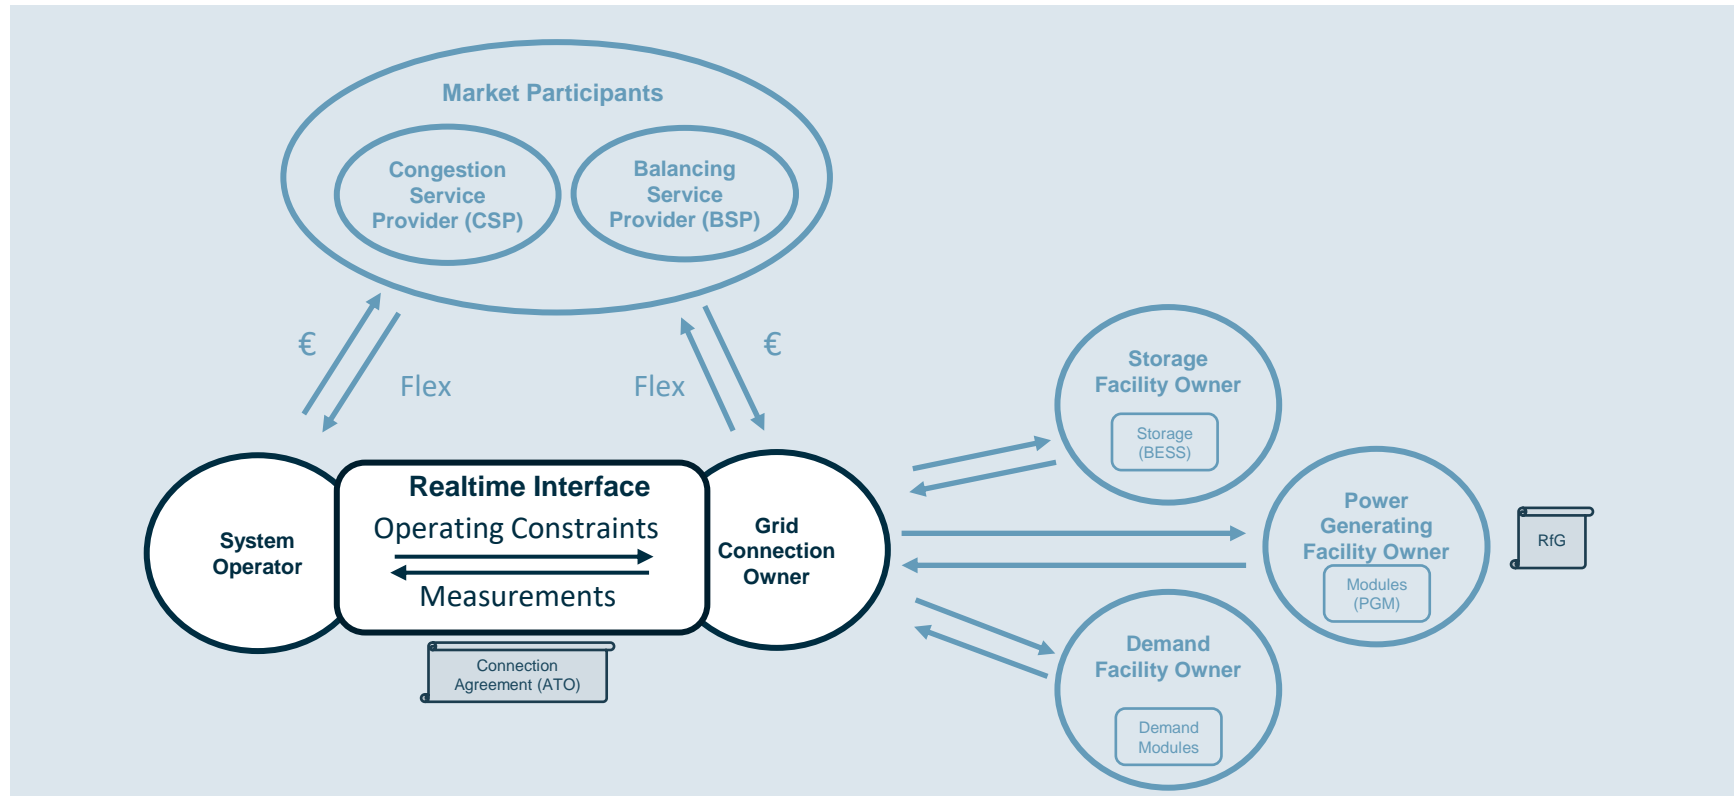 Market Participants
Congestion
Service
Provider (CSP)
Balancing
Service
Provider (BSP)
€
Flex
Flex
€
Storage
Facility Owner
Storage
(BESS)
Realtime Interface
Operating Constraints
Measurements
System
Operator
Grid
Connection
Owner
Power
Generating
Facility Owner
Modules
(PGM)
RfG
Connection
Agreement (ATO)
Demand
Facility Owner
Demand
Modules